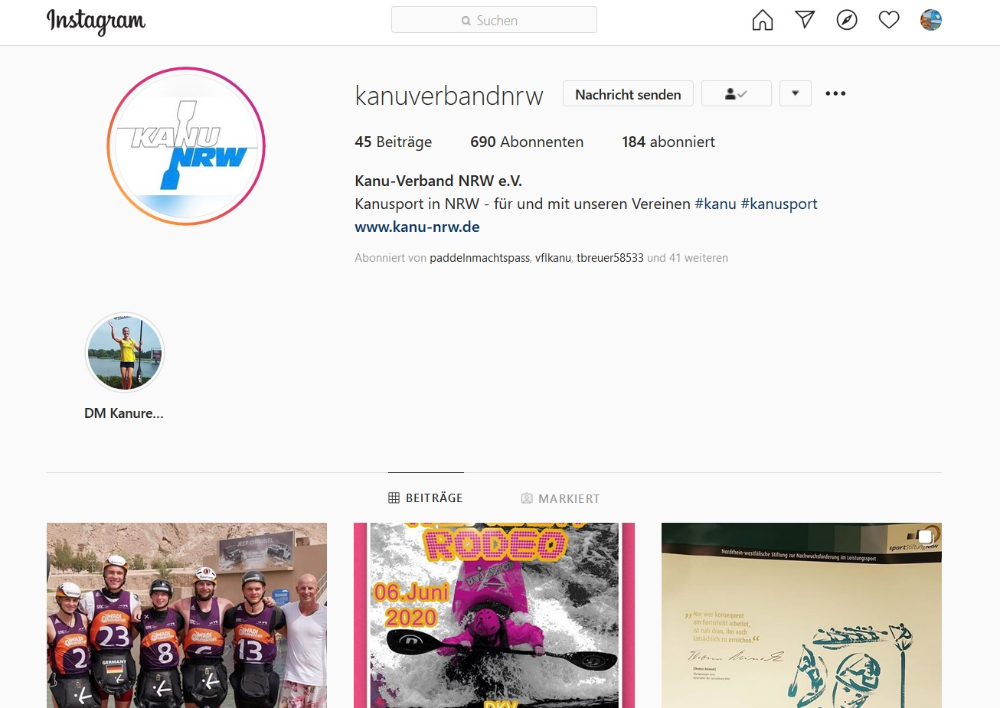 Instagram
Suchen
kanuverbandnrw
Nachricht senden
45 Beiträge 690 Abonnenten 184 abonniert
KANU
NRW
Kanu-Verband NRW e.V.
Kanusport in NRW - für und mit unseren Vereinen #kanu #kanusport
www.kanu-nrw.de
Abonniert von paddelnmachtspass, vflkanu, tbreuer58533 und 41 weiteren
DM Kanure...
BEITRÄGE
MARKIERT
JEEP
WADI
ADVENTURE
23
2
8
13
GERMANY
RODEO
06.Juni
2020
DKV
sportStiftungNRW
Nordrhein-westfälische Stiftung zur Nachwuchsförderung im Leistungssport
„Nur wer konsequent
am Fortschritt arbeitet,
ist nah dran, ihn auch
tatsächlich zu erreichen.“